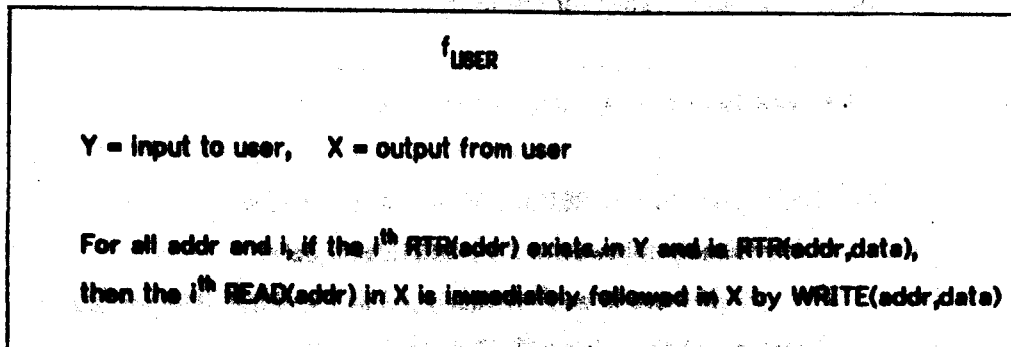 f USER
Y = input to user, X = output from user
For all addr and i, if the i th RTR(addr) exists in Y and is RTR(addr,data),
then the i th READ(addr) in X is immediately followed in X by WRITE(addr,data)